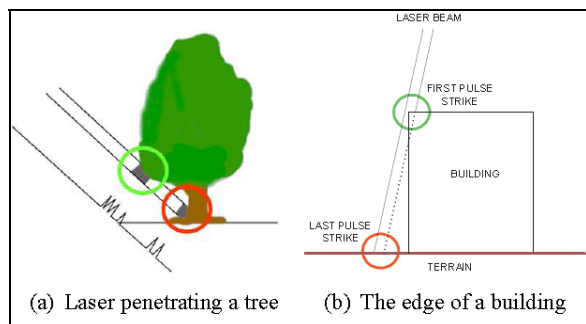 LASER BEAM
FIRST PULSE
STRIKE
BUILDING
LAST PULSE
STRIKE
TERRAIN
(a) Laser penetrating a tree
(b) The edge of a building